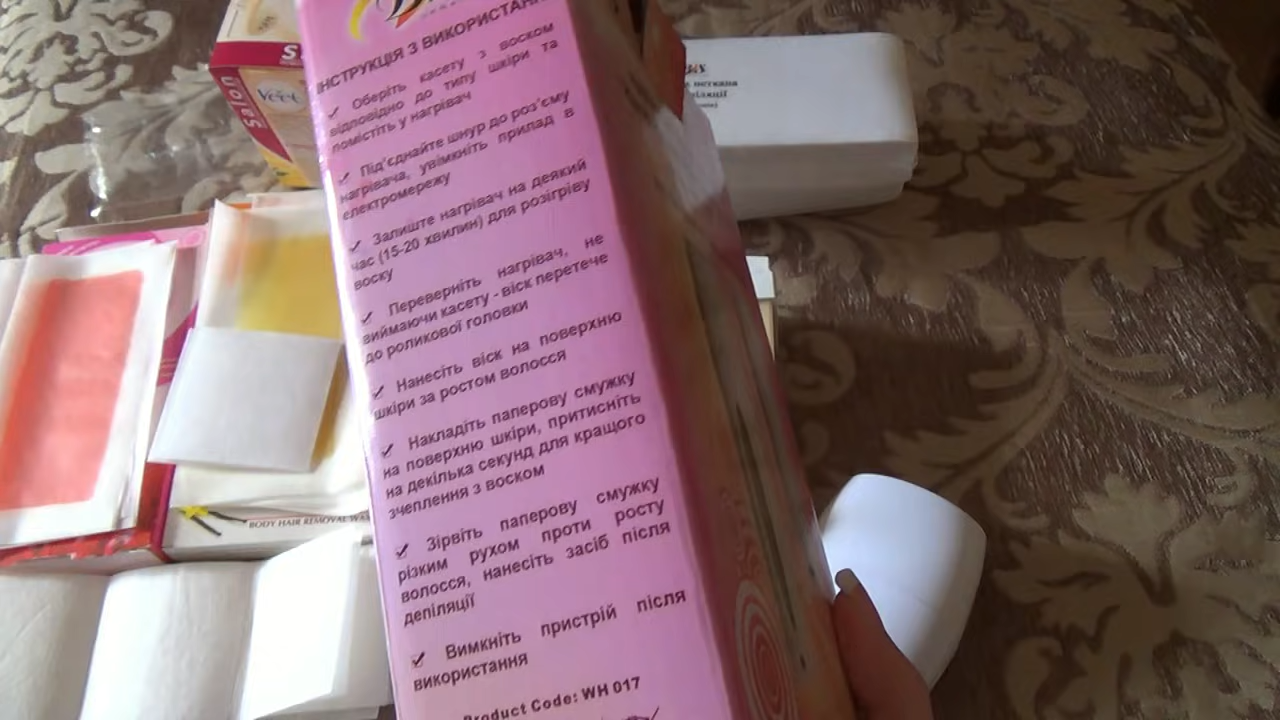 ІНСТРУКЦІЯ З ВИКОРИСТАН
✓ Оберіть касету з воском
відповідно до типу шкіри та
помістіть у нагрівач
✓ Під'єднайте шнур до роз'єму
нагрівача, увімкніть прилад в
електромережу
✓ Залиште нагрівач на деякий
час (15-20 хвилин) для розігріву
воску
✓ Переверніть нагрівач, не
виймаючи касету - віск перетече
до роликової головки
✓ Нанесіть віск на поверхню
шкіри за ростом волосся
✓ Накладіть паперову смужку
на поверхню шкіри, притисніть
на декілька секунд для кращого
зчеплення з воском
✓ Зірвіть паперову смужку
різким рухом проти росту
волосся, нанесіть засіб після
депіляції
✓ Вимкніть пристрій після
використання
Product Code: WH 017
Salon
Veet
BODY HAIR REMOVAL WAX